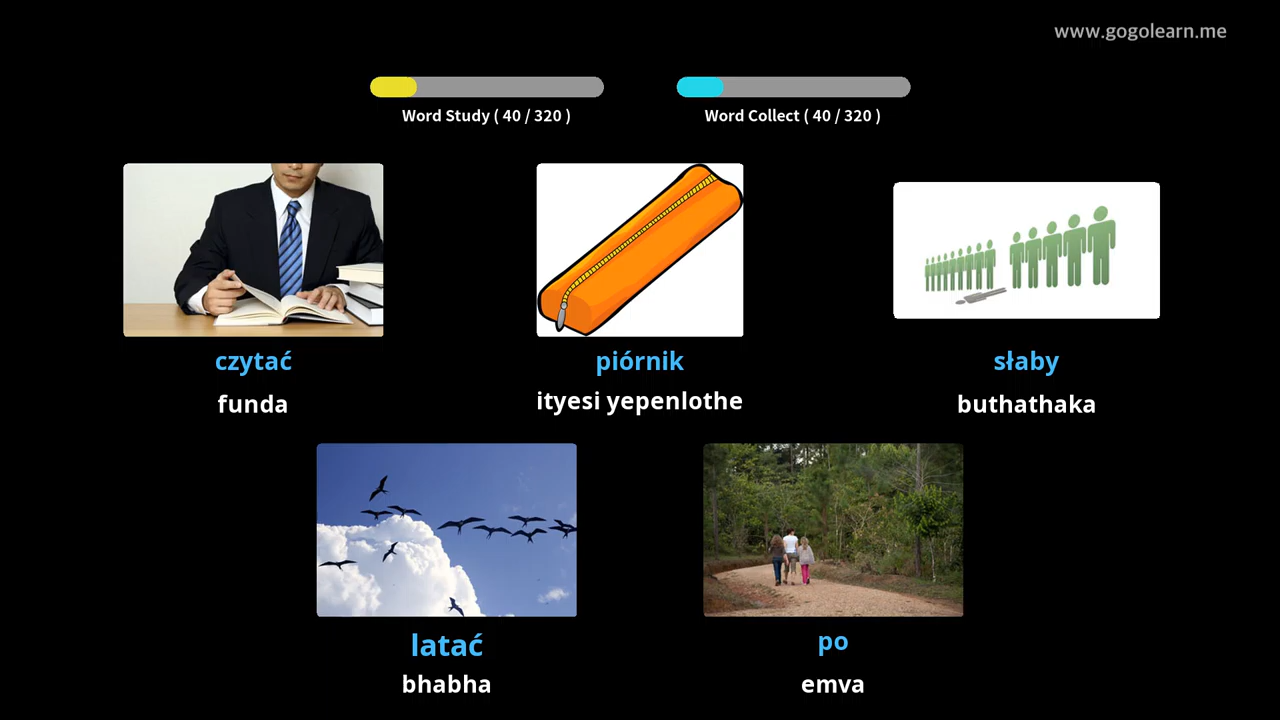 www.gogolearn.me
Word Study ( 40 / 320 )
Word Collect ( 40 / 320 )
czytać
funda
piórnik
ityesi yepenlothe
słaby
buthathaka
latać
bhabha
po
emva